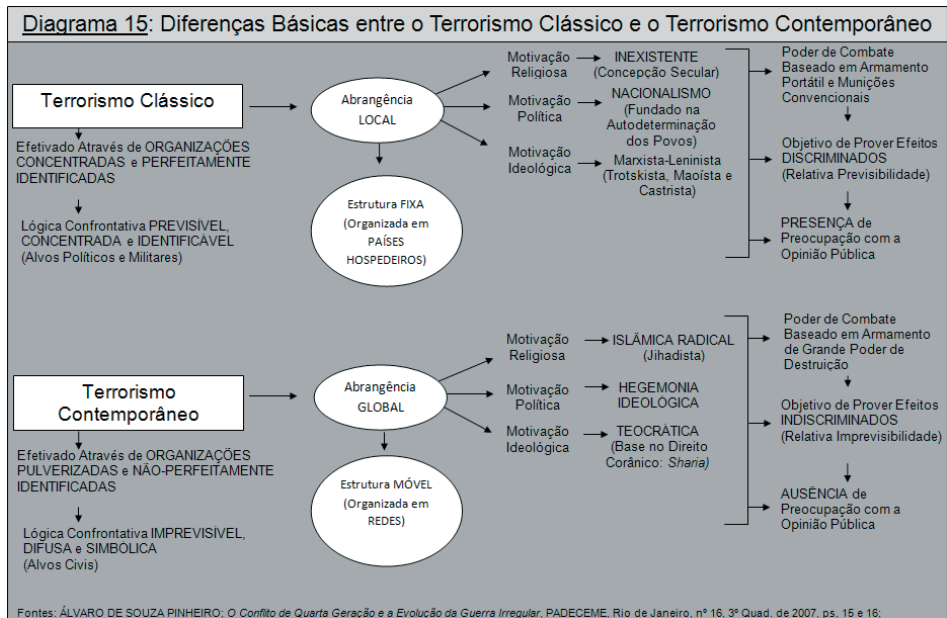 Diagrama 15: Diferenças Básicas entre o Terrorismo Clássico e o Terrorismo Contemporâneo
Terrorismo Clássico
Efetivado Através de ORGANIZAÇÕES
CONCENTRADAS e PERFEITAMENTE
IDENTIFICADAS
Lógica Confrontativa PREVISÍVEL,
CONCENTRADA e IDENTIFICÁVEL
(Alvos Políticos e Militares)
Abrangência
LOCAL
Estrutura FIXA
(Organizada em
PAÍSES
HOSPEDEIROS)
Motivação
Religiosa
INEXISTENTE
(Concepção Secular)
Motivação
Política
NACIONALISMO
(Fundado na
Autodeterminação
dos Povos)
Motivação
Ideológica
Marxista-Leninista
(Trotskista, Maoísta e
Castrista)
Poder de Combate
Baseado em Armamento
Portátil e Munições
Convencionais
Objetivo de Prover Efeitos
DISCRIMINADOS
(Relativa Previsibilidade)
PRESENÇA de
Preocupação com a
Opinião Pública
Terrorismo
Contemporâneo
Efetivado Através de ORGANIZAÇÕES
PULVERIZADAS e NÃO-PERFEITAMENTE
IDENTIFICADAS
Lógica Confrontativa IMPREVISÍVEL,
DIFUSA e SIMBÓLICA
(Alvos Civis)
Abrangência
GLOBAL
Estrutura MÓVEL
(Organizada em
REDES)
Motivação
Religiosa
ISLÂMICA RADICAL
(Jihadista)
Motivação
Política
HEGEMONIA
IDEOLÓGICA
Motivação
Ideológica
TEOCRÁTICA
(Base no Direito
Corânico: Sharia)
Poder de Combate
Baseado em Armamento
de Grande Poder de
Destruição
Objetivo de Prover Efeitos
INDISCRIMINADOS
(Relativa Imprevisibilidade)
AUSÊNCIA de
Preocupação com a
Opinião Pública
Fontes: ÁLVARO DE SOUZA PINHEIRO; O Conflito de Quarta Geração e a Evolução da Guerra Irregular, PADECEME, Rio de Janeiro, nº 16, 3º Quad. de 2007, ps. 15 e 16;